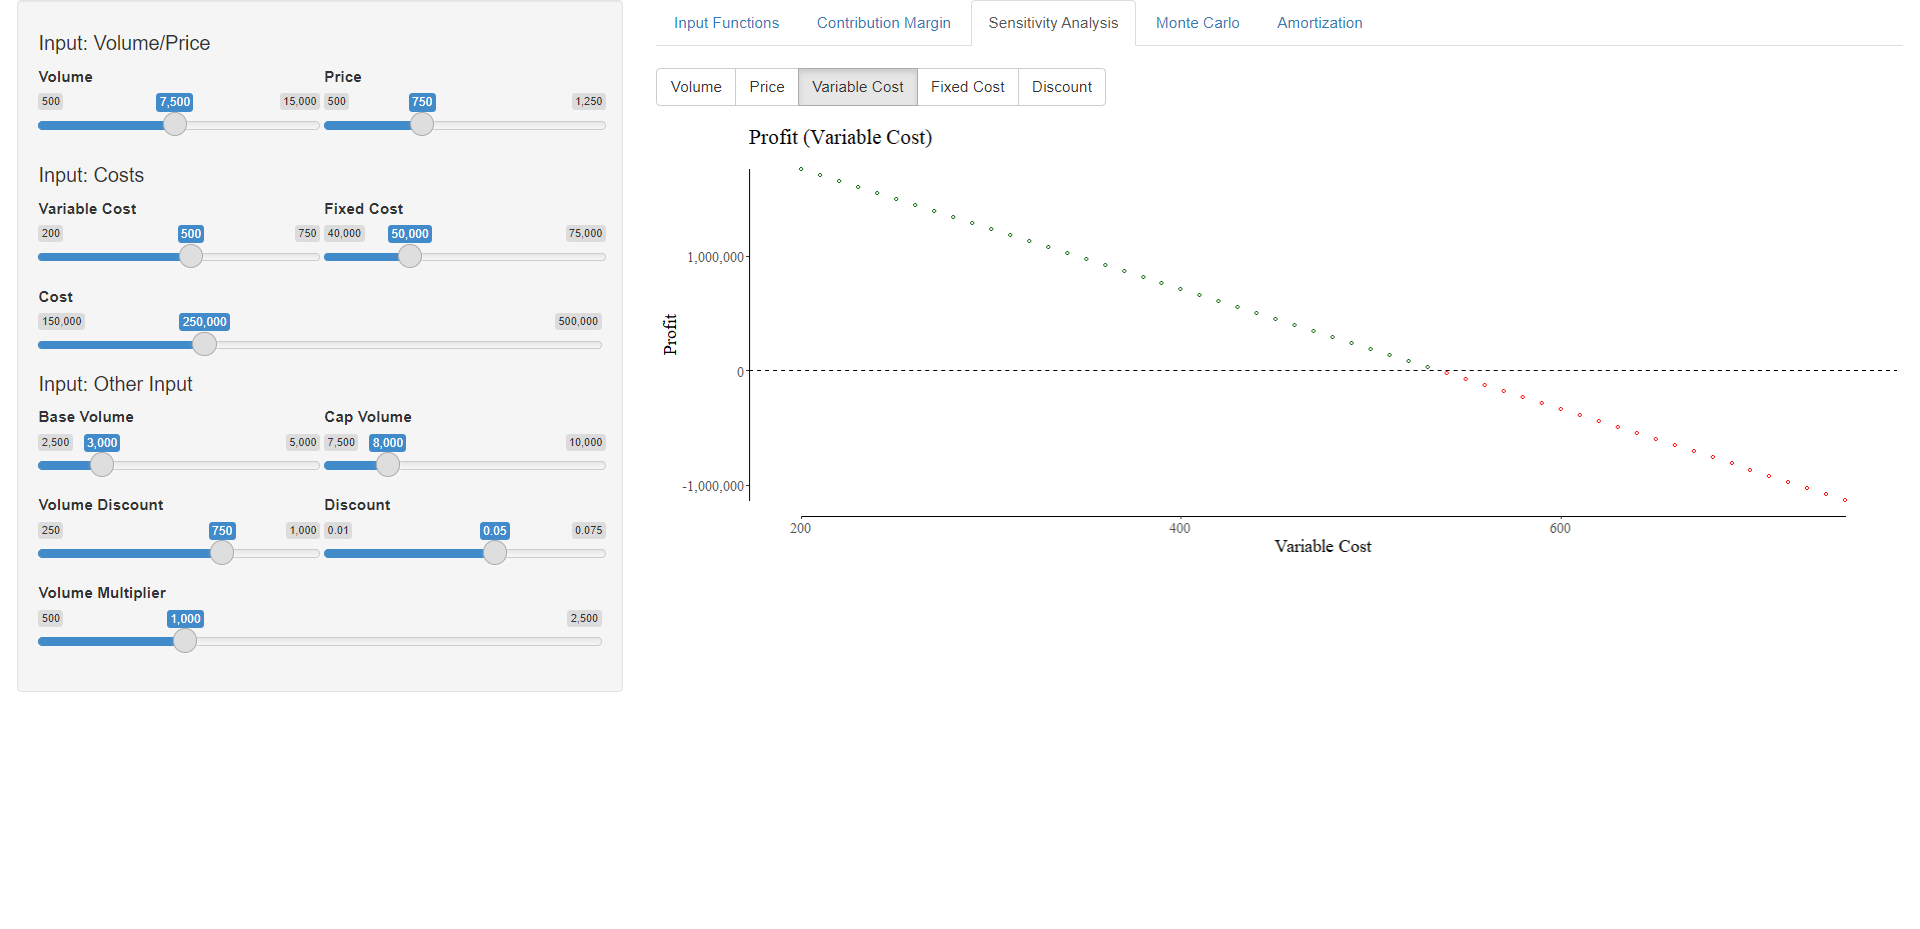 Input: Volume/Price
Volume
Price
500
7,500
15,000
500
750
1,250
Input: Costs
Variable Cost
Fixed Cost
200
500
750
40,000
50,000
75,000
Cost
150,000
250,000
500,000
Input: Other Input
Base Volume
Cap Volume
2,500
3,000
5,000
7,500
8,000
10,000
Volume Discount
Discount
250
750
1,000
0.01
0.05
0.075
Volume Multiplier
500
1,000
2,500
Input Functions
Contribution Margin
Sensitivity Analysis
Monte Carlo
Amortization
Volume
Price
Variable Cost
Fixed Cost
Discount
Profit (Variable Cost)
Profit
1,000,000
0
-1,000,000
200
400
600
Variable Cost